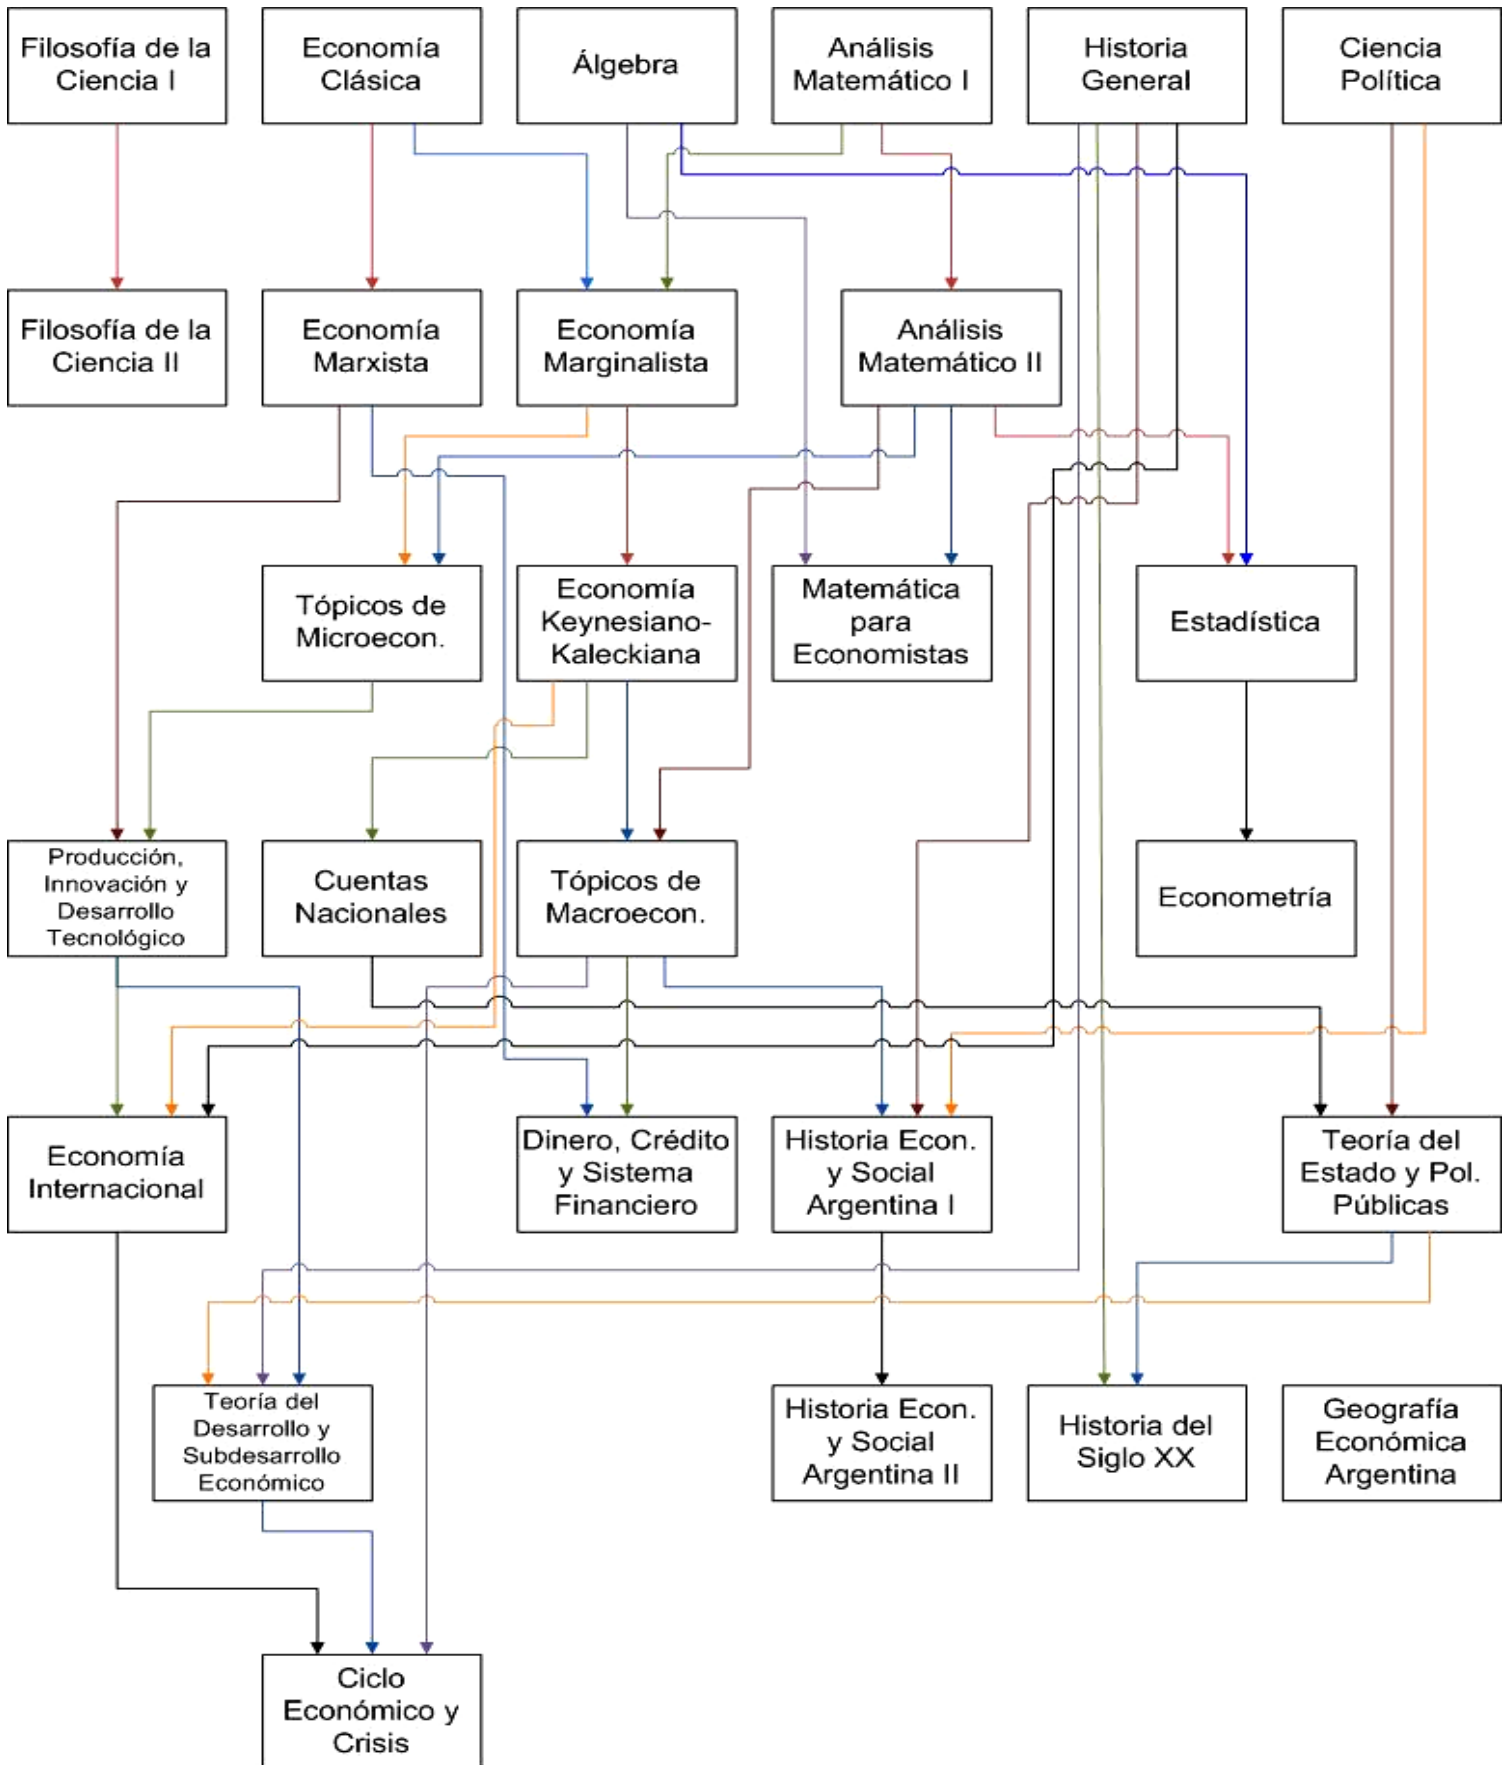 Filosofía de la
Ciencia I
Economía
Clásica
Álgebra
Análisis
Matemático I
Historia
General
Ciencia
Política
Filosofía de la
Ciencia II
Economía
Marxista
Economía
Marginalista
Análisis
Matemático II
Tópicos de
Microecon.
Economía
Keynesiano-
Kaleckiana
Matemática
para
Economistas
Estadística
Producción,
Innovación y
Desarrollo
Tecnológico
Cuentas
Nacionales
Tópicos de
Macroecon.
Econometría
Economía
Internacional
Dinero, Crédito
y Sistema
Financiero
Historia Econ.
y Social
Argentina I
Teoría del
Estado y Pol.
Públicas
Teoría del
Desarrollo y
Subdesarrollo
Económico
Historia Econ.
y Social
Argentina II
Historia del
Siglo XX
Geografía
Económica
Argentina
Ciclo
Económico y
Crisis